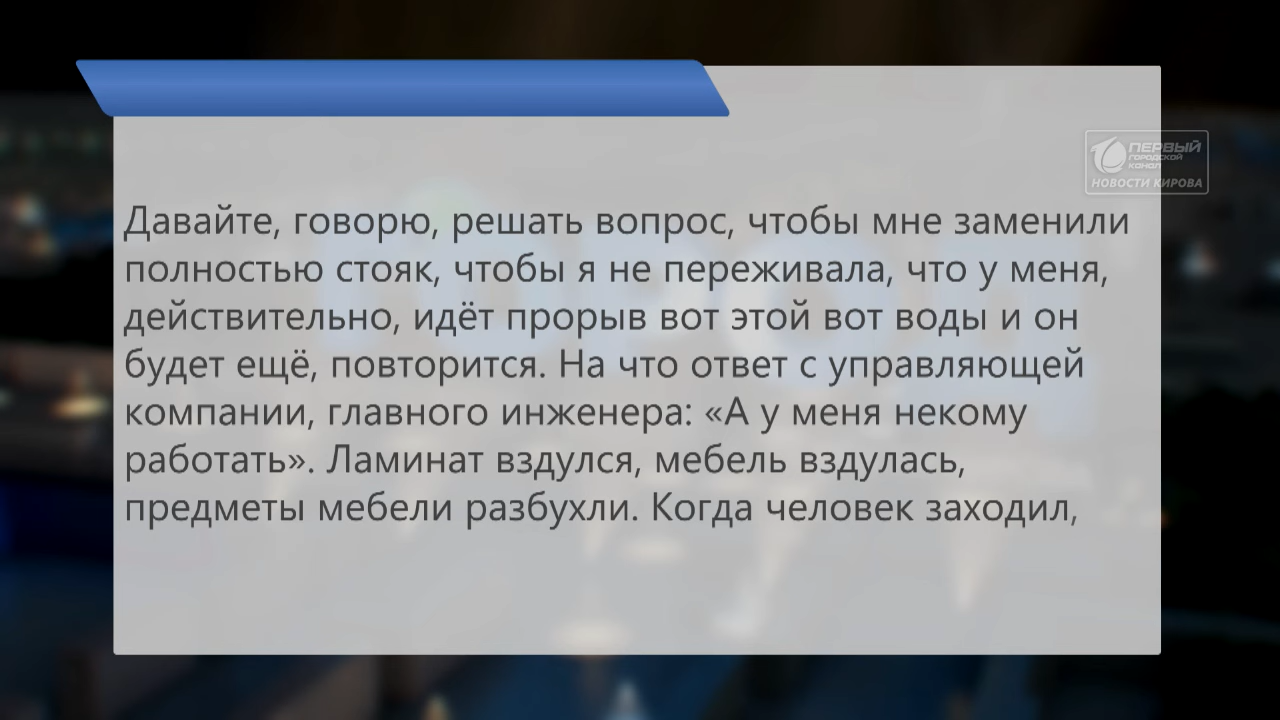 ПЕРВЫЙ
ГОРОДСКОЙ
КАНАЛ
НОВОСТИ КИРОВА
Давайте, говорю, решать вопрос, чтобы мне заменили
полностью стояк, чтобы я не переживала, что у меня,
действительно, идёт прорыв вот этой вот воды и он
будет ещё, повторится. На что ответ с управляющей
компании, главного инженера: «А у меня некому
работать». Ламинат вздулся, мебель вздулась,
предметы мебели разбухли. Когда человек заходил,
ГОРОД